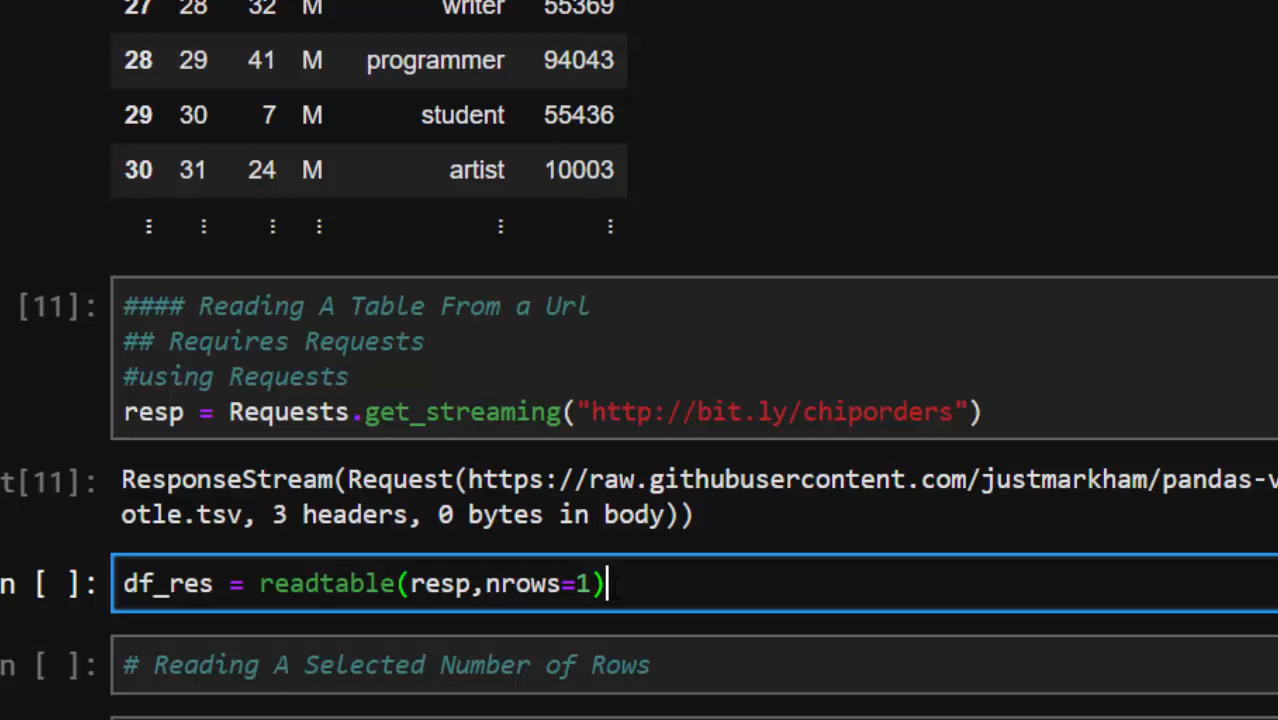 27 28 32 M writer 55369
28 29 41 M programmer 94043
29 30 7 M student 55436
30 31 24 M artist 10003
⋮ ⋮ ⋮ ⋮ ⋮ ⋮
[11]: #### Reading A Table From a Url
## Requires Requests
#using Requests
resp = Requests.get_streaming("http://bit.ly/chiporders")
t[11]: ResponseStream(Request(https://raw.githubusercontent.com/justmarkham/pandas-v
otle.tsv, 3 headers, 0 bytes in body))
n [ ]: df_res = readtable(resp,nrows=1)
n [ ]: # Reading A Selected Number of Rows